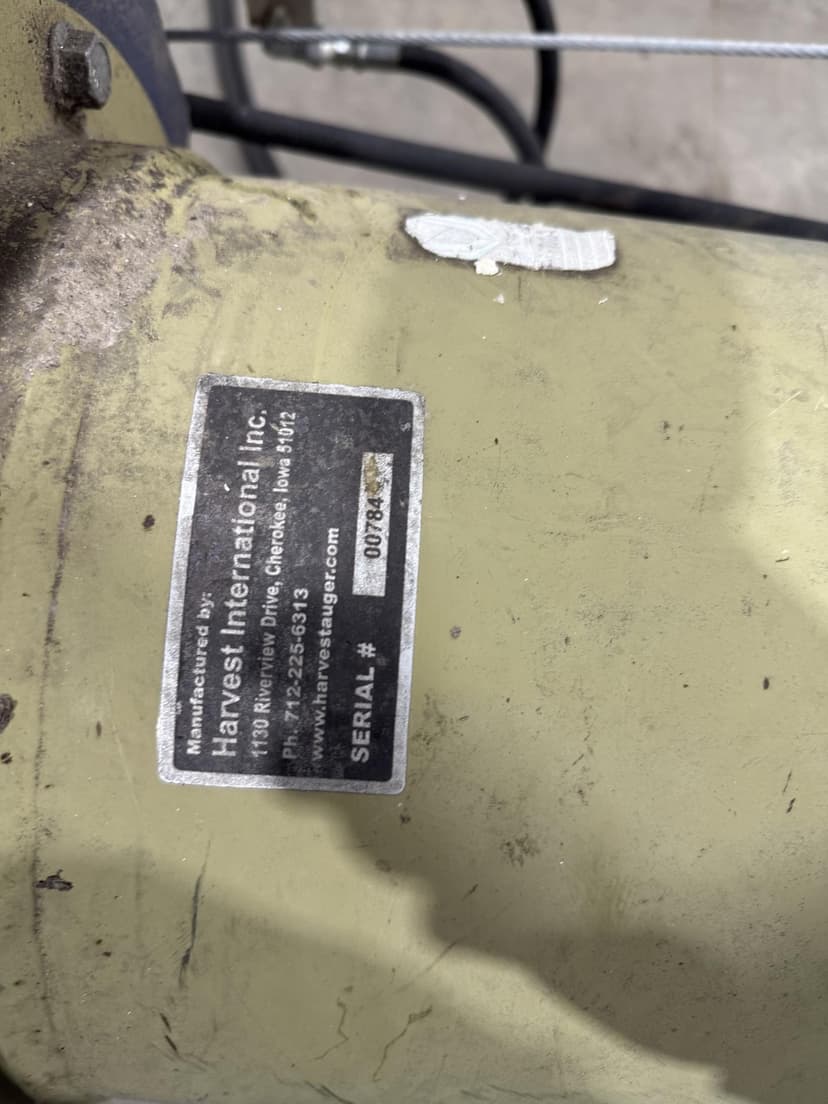 Manufactured by:
Harvest International Inc.
1130 Riverview Drive, Cherokee, Iowa 51012
Ph. 712-225-6313
www.harvestauger.com
SERIAL #